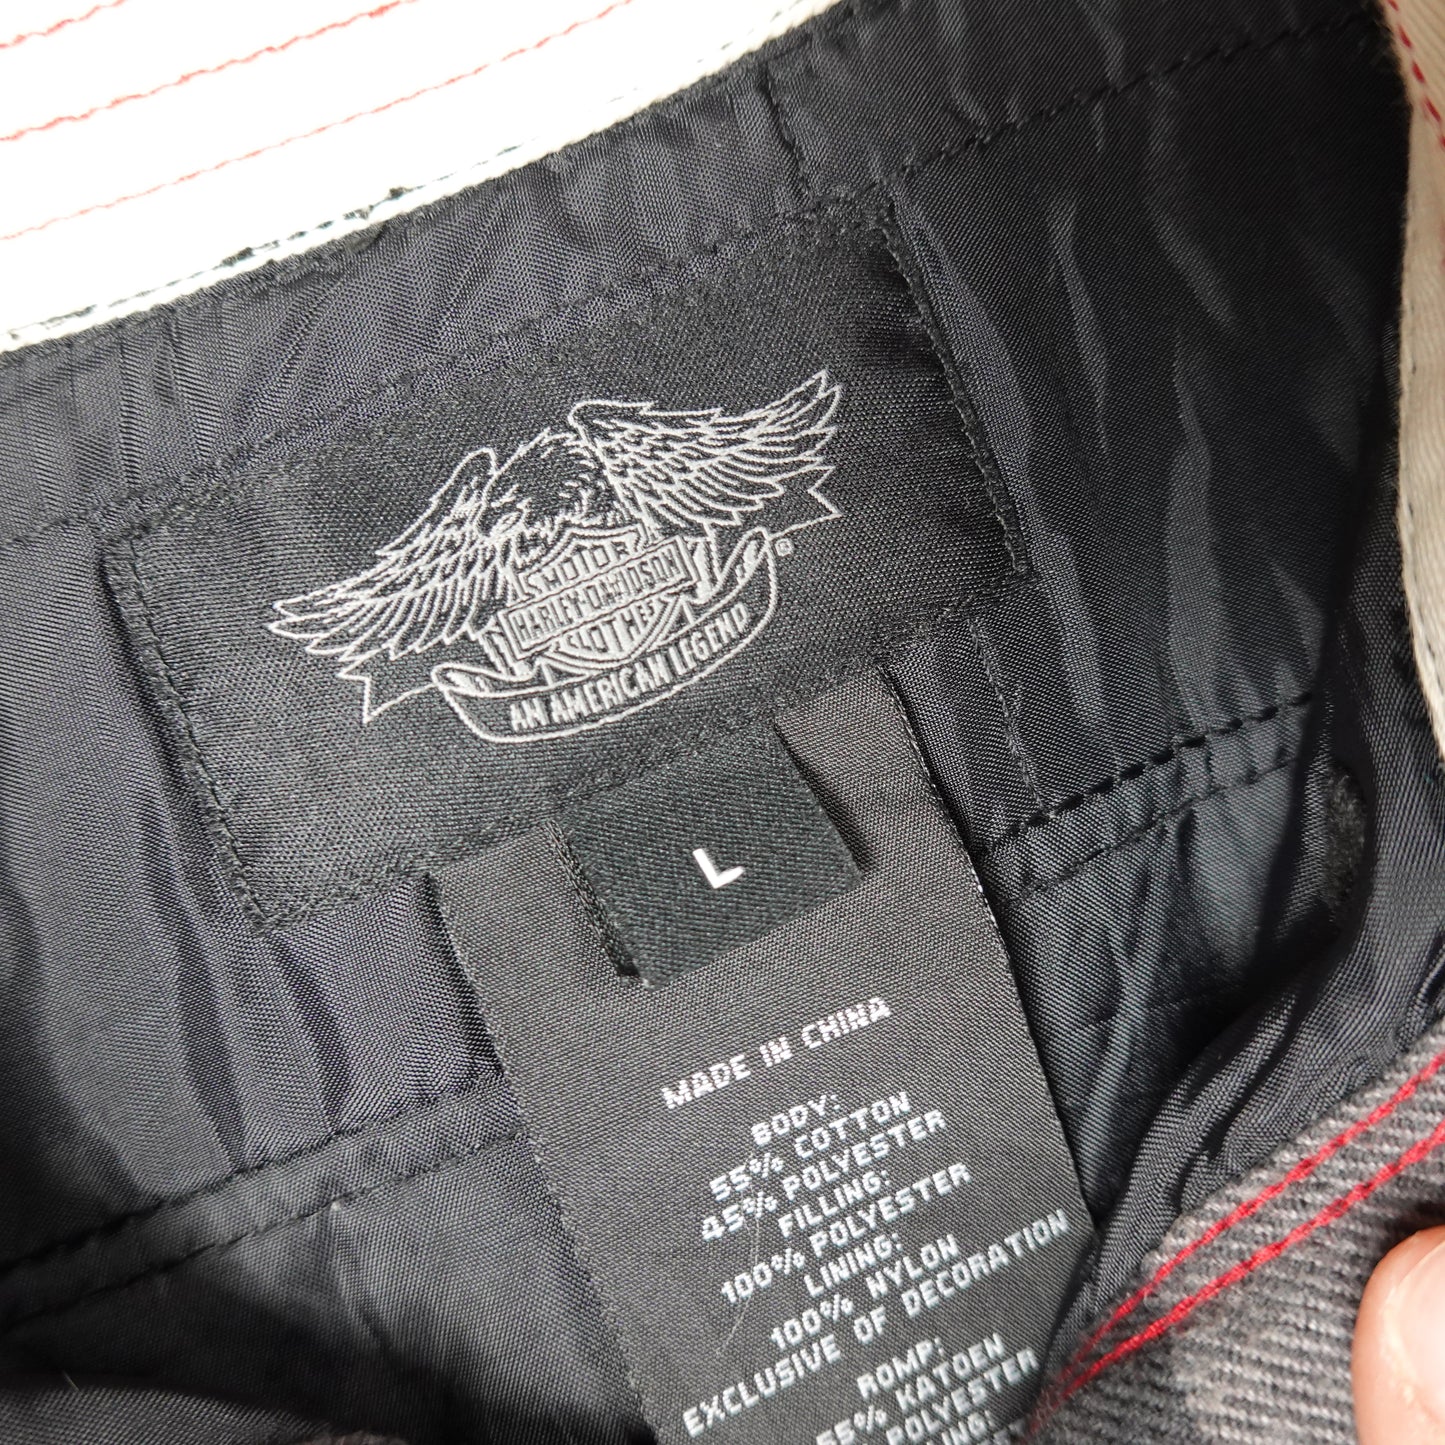 MOTOR
HARLEY-DAVIDSON
®
AN AMERICAN LEGEND
L
MADE IN CHINA
BODY:
55% COTTON
45% POLYESTER
FILLING:
100% POLYESTER
LINING:
100% NYLON
EXCLUSIVE OF DECORATION
ROMP:
55% KATOEN
POLYESTER